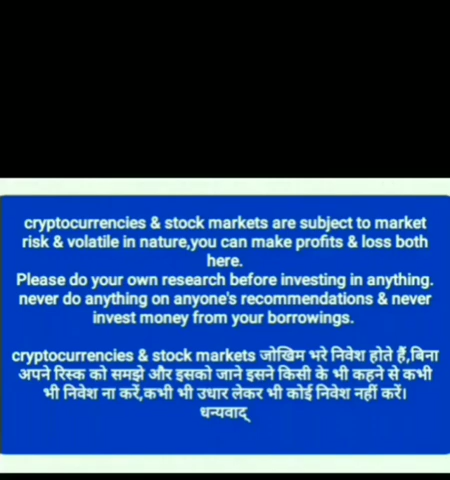 cryptocurrencies & stock markets are subject to market
risk & volatile in nature,you can make profits & loss both
here.
Please do your own research before investing in anything.
never do anything on anyone's recommendations & never
invest money from your borrowings.
cryptocurrencies & stock markets जोखिम भरे निवेश होते हैं,बिना
अपने रिस्क को समझे और इसको जाने इसने किसी के भी कहने से कभी
भी निवेश ना करें,कभी भी उधार लेकर भी कोई निवेश नहीं करें।
धन्यवाद्